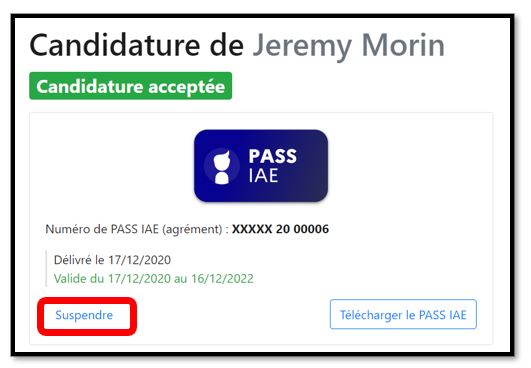 Candidature de Jeremy Morin
Candidature acceptée
PASS
IAE
Numéro de PASS IAE (agrément) : XXXXX 20 00006
Délivré le 17/12/2020
Valide du 17/12/2020 au 16/12/2022
Suspendre
Télécharger le PASS IAE